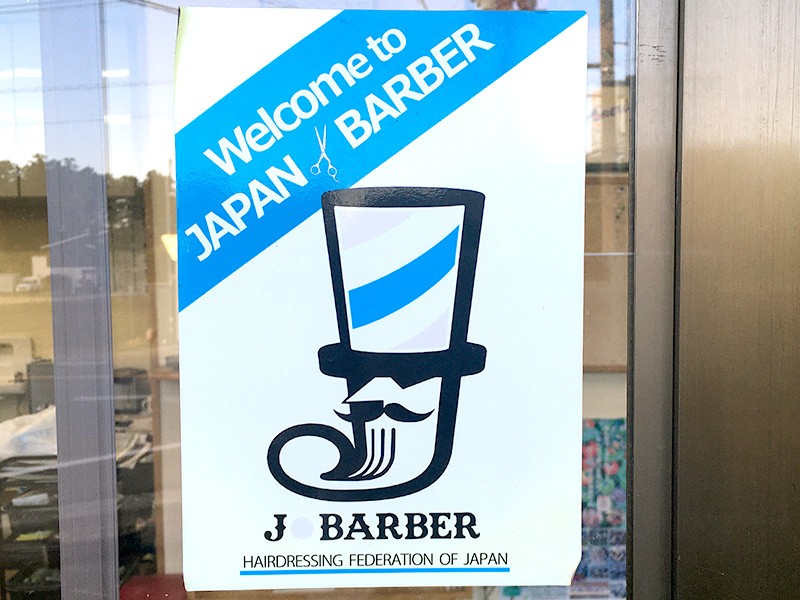 Welcome to
JAPAN BARBER
J BARBER
HAIRDRESSING FEDERATION OF JAPAN